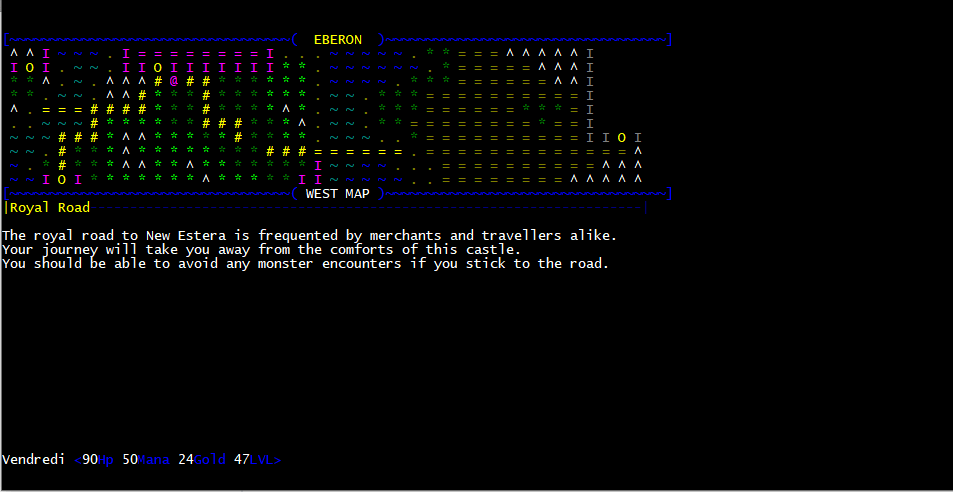 EBERON
WEST MAP
|Royal Road
The royal road to New Estera is frequented by merchants and travellers alike.
Your journey will take you away from the comforts of this castle.
You should be able to avoid any monster encounters if you stick to the road.
Vendredi <90Hp 50Mana 24Gold 47LVL>